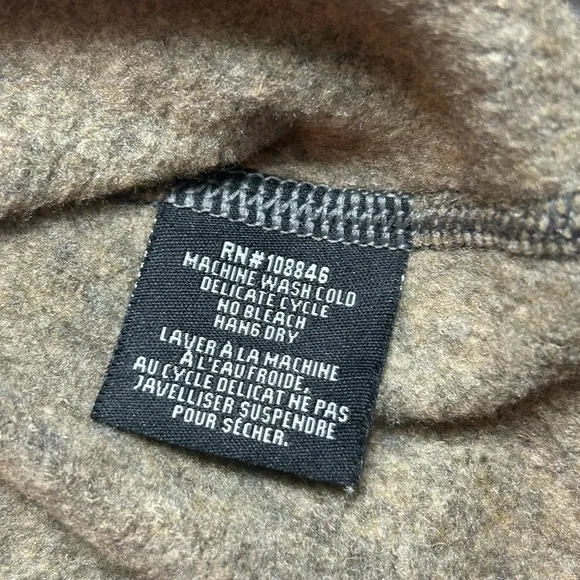 RN#108846
MACHINE WASH COLD
DELICATE CYCLE
NO BLEACH
HANG DRY
LAVER À LA MACHINE
À L'EAU FROIDE,
AU CYCLE DELICAT NE PAS
JAVELLISER SUSPENDRE
POUR SÉCHER.